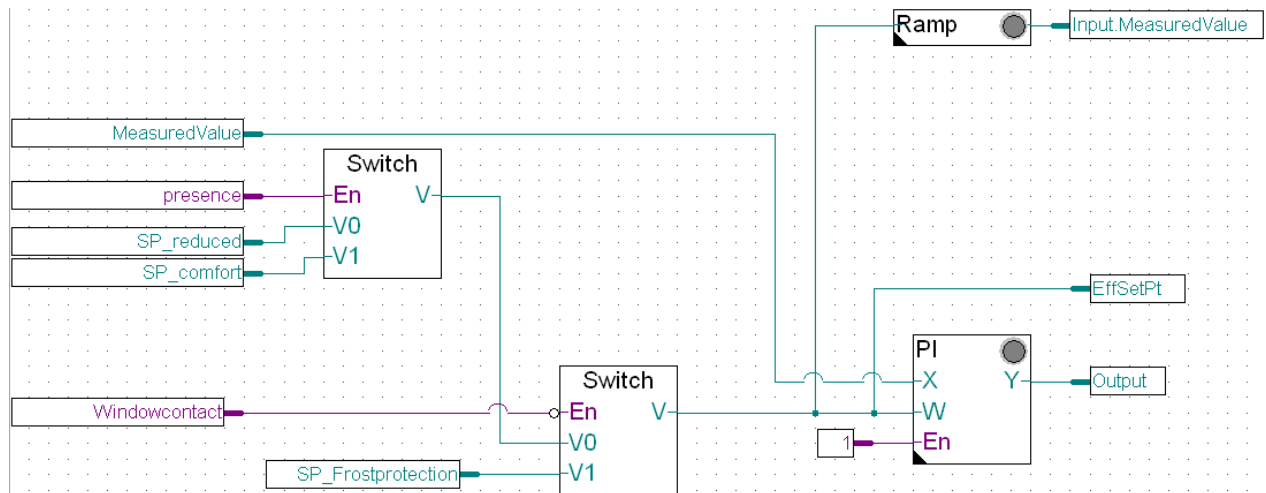 Ramp
Input.MeasuredValue
MeasuredValue
Switch
presence
En
V
SP_reduced
V0
SP_comfort
V1
EffSetPt
PI
Switch
X
Y
Output
Windowcontact
En
V
W
V0
1
En
SP_Frostprotection
V1